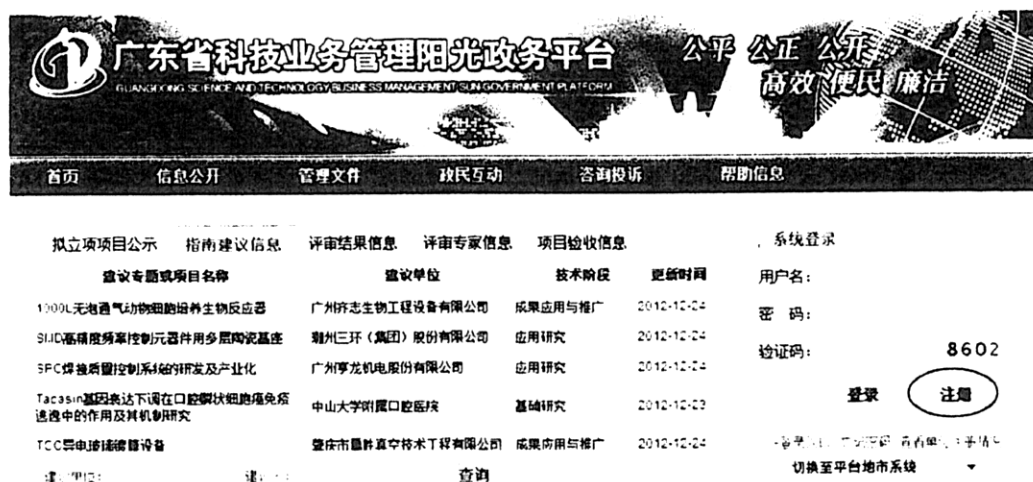 广东省科技业务管理阳光政务平台
GUANGDONG SCIENCE AND TECHNOLOGY BUSINESS MANAGEMENT SUN GOVERNMENT PLATFORM
公平 公正 公开
高效 便民 廉洁
首页 信息公开 管理文件 政民互动 咨询投诉 帮助信息
拟立项项目公示 指南建议信息 评审结果信息 评审专家信息 项目验收信息
建议专题或项目名称 建议单位 技术阶段 更新时间
1000L无泡通气动物细胞培养生物反应器 广州齐志生物工程设备有限公司 成果应用与推广 2012-12-24
SMD高精度频率控制元器件用多层陶瓷基座 潮州三环（集团）股份有限公司 应用研究 2012-12-24
SPC焊接质量控制系统的研发及产业化 广州亨龙机电股份有限公司 应用研究 2012-12-24
基因表达下调在口腔鳞状细胞癌免疫
逃逸中的作用及其机制研究 中山大学附属口腔医院 基础研究 2012-12-23
TCO导电玻璃镀膜设备 肇庆市 真空技术工程有限公司 成果应用与推广 2012-12-24
查询
系统登录
用户名：
密 码：
验证码： 8602
登录 注册
切换至平台地市系统